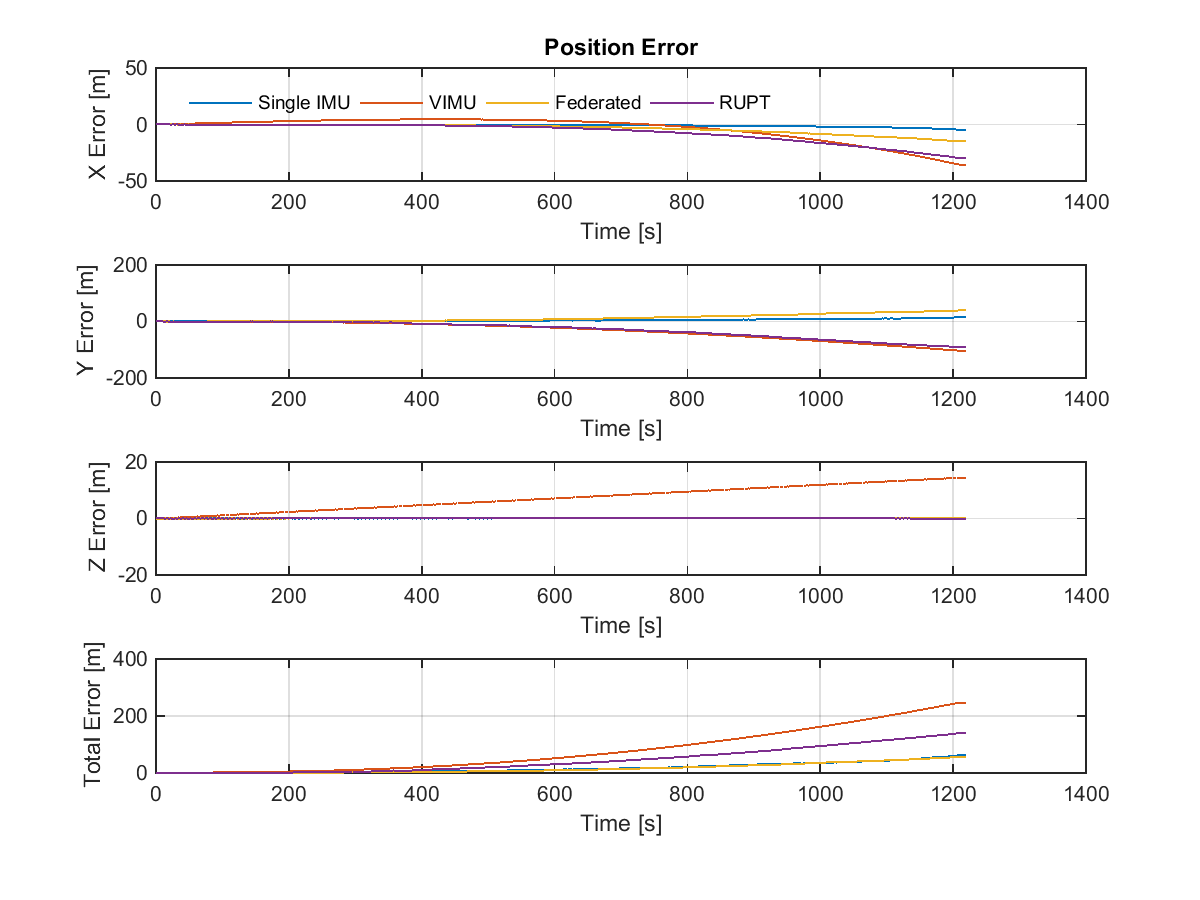 Position Error
50
0
-50
X Error [m]
Single IMU VIMU Federated RUPT
0 200 400 600 800 1000 1200 1400
Time [s]
200
0
-200
Y Error [m]
0 200 400 600 800 1000 1200 1400
Time [s]
20
0
-20
Z Error [m]
0 200 400 600 800 1000 1200 1400
Time [s]
400
200
0
Total Error [m]
0 200 400 600 800 1000 1200 1400
Time [s]